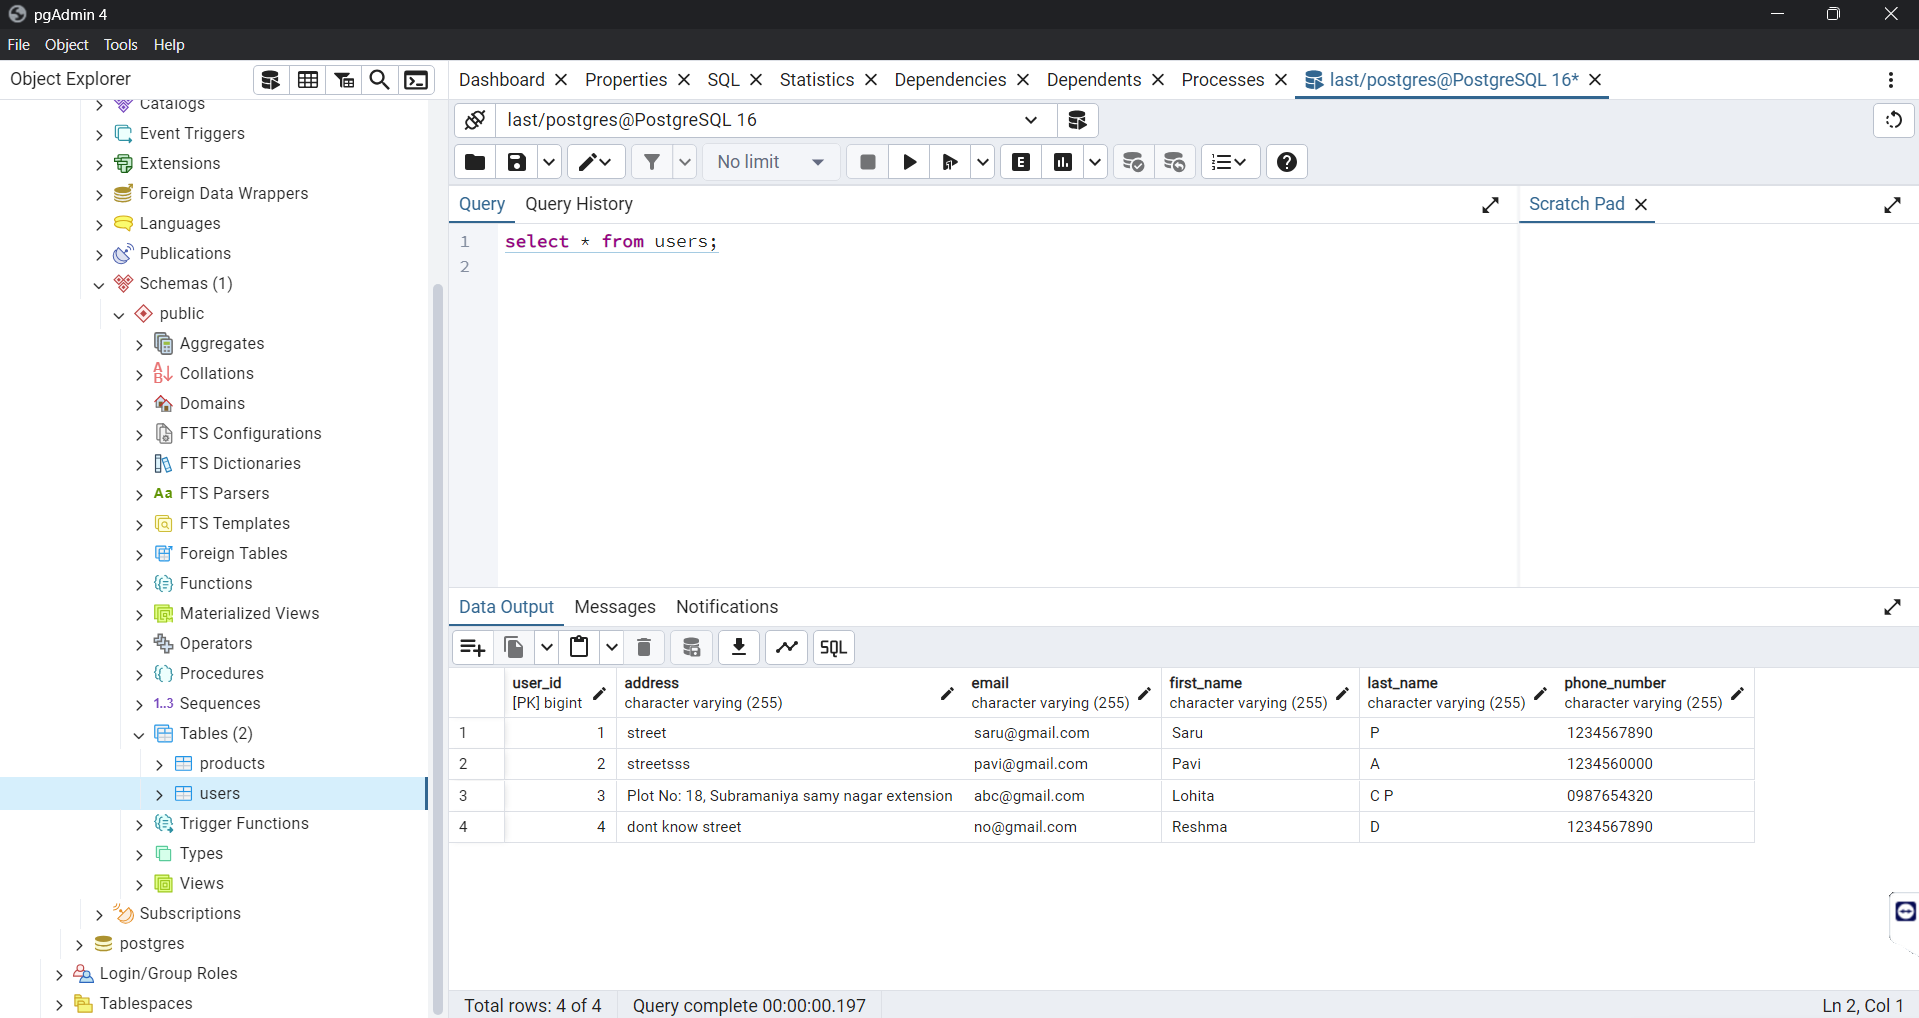 pgAdmin 4
File Object Tools Help
Object Explorer
Dashboard Properties SQL Statistics Dependencies Dependents Processes last/postgres@PostgreSQL 16*
Catalogs
Event Triggers
Extensions
Foreign Data Wrappers
Languages
Publications
Schemas (1)
public
Aggregates
Collations
Domains
FTS Configurations
FTS Dictionaries
Aa FTS Parsers
FTS Templates
Foreign Tables
Functions
Materialized Views
Operators
Procedures
1..3 Sequences
Tables (2)
products
users
Trigger Functions
Types
Views
Subscriptions
postgres
Login/Group Roles
Tablespaces
last/postgres@PostgreSQL 16
No limit
E
Query Query History
Scratch Pad
1 select * from users;
2
Data Output Messages Notifications
SQL
user_id address email first_name last_name phone_number
[PK] bigint character varying (255) character varying (255) character varying (255) character varying (255) character varying (255)
1 1 street saru@gmail.com Saru P 1234567890
2 2 streetsss pavi@gmail.com Pavi A 1234560000
3 3 Plot No: 18, Subramaniya samy nagar extension abc@gmail.com Lohita C P 0987654320
4 4 dont know street no@gmail.com Reshma D 1234567890
Total rows: 4 of 4 Query complete 00:00:00.197 Ln 2, Col 1